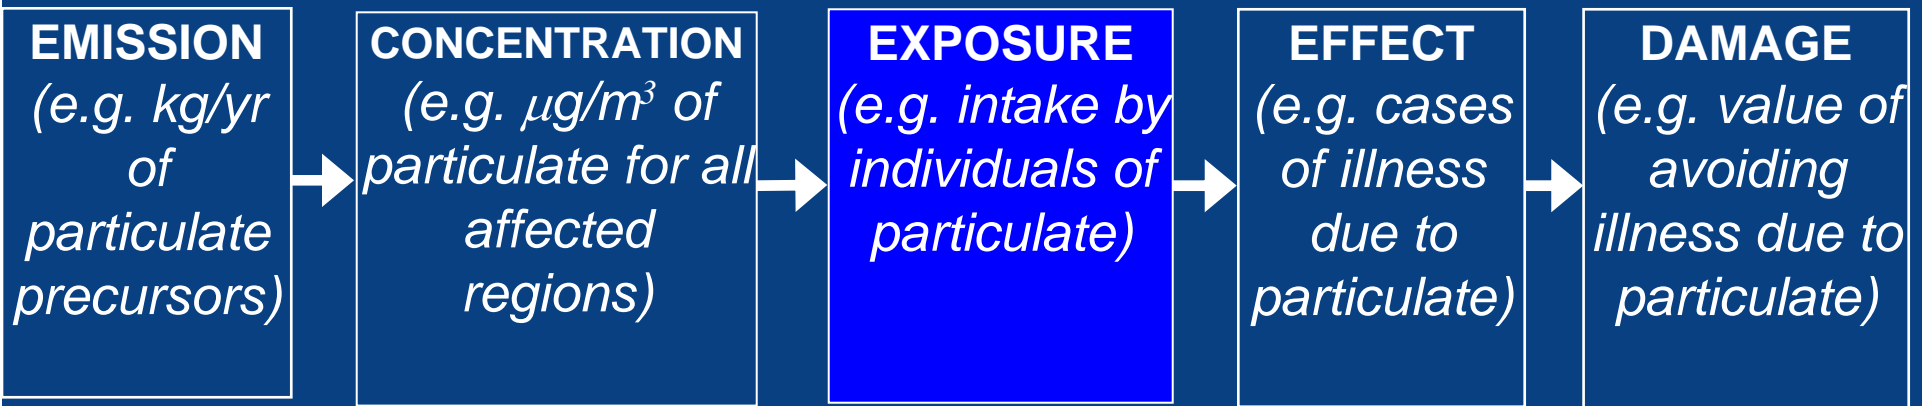 EMISSION
(e.g. kg/yr
of
particulate
precursors)
CONCENTRATION
(e.g. μg/m³ of
particulate for all
affected
regions)
EXPOSURE
(e.g. intake by
individuals of
particulate)
EFFECT
(e.g. cases
of illness
due to
particulate)
DAMAGE
(e.g. value of
avoiding
illness due to
particulate)